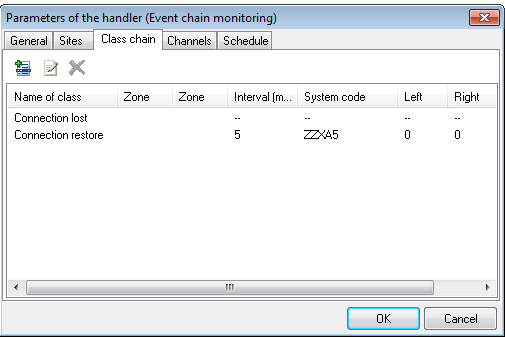 Parameters of the handler (Event chain monitoring)
General Sites Class chain Channels Schedule
Name of class Zone Zone Interval (m... System code Left Right
Connection lost -- -- -- --
Connection restore 5 ZZXA5 0 0
OK Cancel